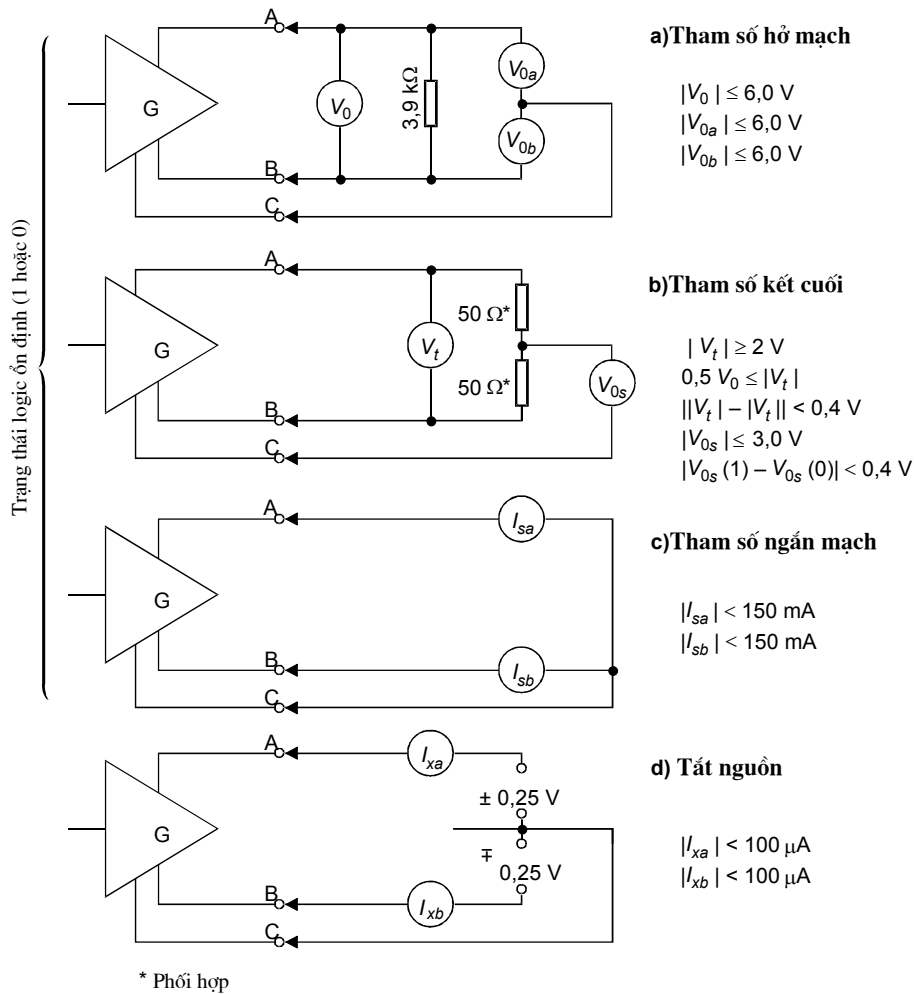 Trạng thái logic ổn định (1 hoặc 0)
A
G
V0
3,9 kΩ
V0a
V0b
B
C
a)Tham số hở mạch
|V0 | ≤ 6,0 V
|V0a | ≤ 6,0 V
|V0b | ≤ 6,0 V
A
G
Vt
50 Ω*
50 Ω*
V0s
B
C
b)Tham số kết cuối
| Vt | ≥ 2 V
0,5 V0 ≤ |Vt |
||Vt | – |Vt || < 0,4 V
|V0s | ≤ 3,0 V
|V0s (1) – V0s (0)| < 0,4 V
A
G
Isa
B
Isb
C
c)Tham số ngắn mạch
|Isa | < 150 mA
|Isb | < 150 mA
A
G
Ixa
± 0,25 V
∓
0,25 V
B
Ixb
C
d) Tắt nguồn
|Ixa | < 100 μA
|Ixb | < 100 μA
* Phối hợp